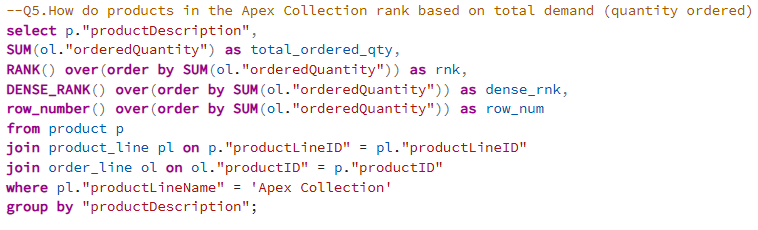 --Q5.How do products in the Apex Collection rank based on total demand (quantity ordered)
select p."productDescription",
SUM(ol."orderedQuantity") as total_ordered_qty,
RANK() over(order by SUM(ol."orderedQuantity")) as rnk,
DENSE_RANK() over(order by SUM(ol."orderedQuantity")) as dense_rnk,
row_number() over(order by SUM(ol."orderedQuantity")) as row_num
from product p
join product_line pl on p."productLineID" = pl."productLineID"
join order_line ol on ol."productID" = p."productID"
where pl."productLineName" = 'Apex Collection'
group by "productDescription";